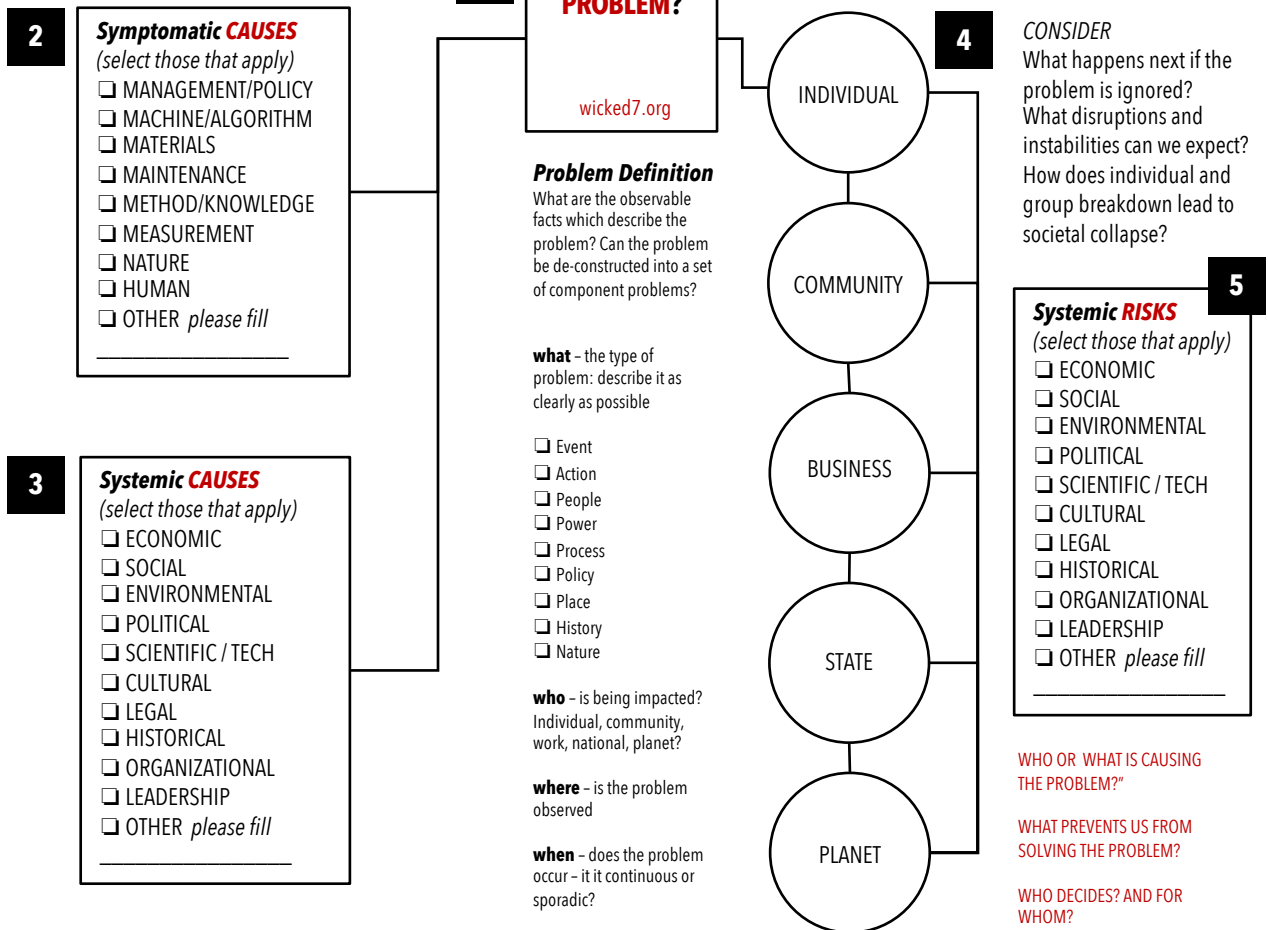 2
Symptomatic CAUSES
(select those that apply)
❏ MANAGEMENT/POLICY
❏ MACHINE/ALGORITHM
❏ MATERIALS
❏ MAINTENANCE
❏ METHOD/KNOWLEDGE
❏ MEASUREMENT
❏ NATURE
❏ HUMAN
❏ OTHER please fill
________________
3
Systemic CAUSES
(select those that apply)
❏ ECONOMIC
❏ SOCIAL
❏ ENVIRONMENTAL
❏ POLITICAL
❏ SCIENTIFIC / TECH
❏ CULTURAL
❏ LEGAL
❏ HISTORICAL
❏ ORGANIZATIONAL
❏ LEADERSHIP
❏ OTHER please fill
________________
PROBLEM?
wicked7.org
Problem Definition
What are the observable
facts which describe the
problem? Can the problem
be de-constructed into a set
of component problems?
what – the type of
problem: describe it as
clearly as possible
❏ Event
❏ Action
❏ People
❏ Power
❏ Process
❏ Policy
❏ Place
❏ History
❏ Nature
who – is being impacted?
Individual, community,
work, national, planet?
where – is the problem
observed
when – does the problem
occur – it it continuous or
sporadic?
INDIVIDUAL
COMMUNITY
BUSINESS
STATE
PLANET
4
CONSIDER
What happens next if the
problem is ignored?
What disruptions and
instabilities can we expect?
How does individual and
group breakdown lead to
societal collapse?
5
Systemic RISKS
(select those that apply)
❏ ECONOMIC
❏ SOCIAL
❏ ENVIRONMENTAL
❏ POLITICAL
❏ SCIENTIFIC / TECH
❏ CULTURAL
❏ LEGAL
❏ HISTORICAL
❏ ORGANIZATIONAL
❏ LEADERSHIP
❏ OTHER please fill
________________
WHO OR WHAT IS CAUSING
THE PROBLEM?”
WHAT PREVENTS US FROM
SOLVING THE PROBLEM?
WHO DECIDES? AND FOR
WHOM?